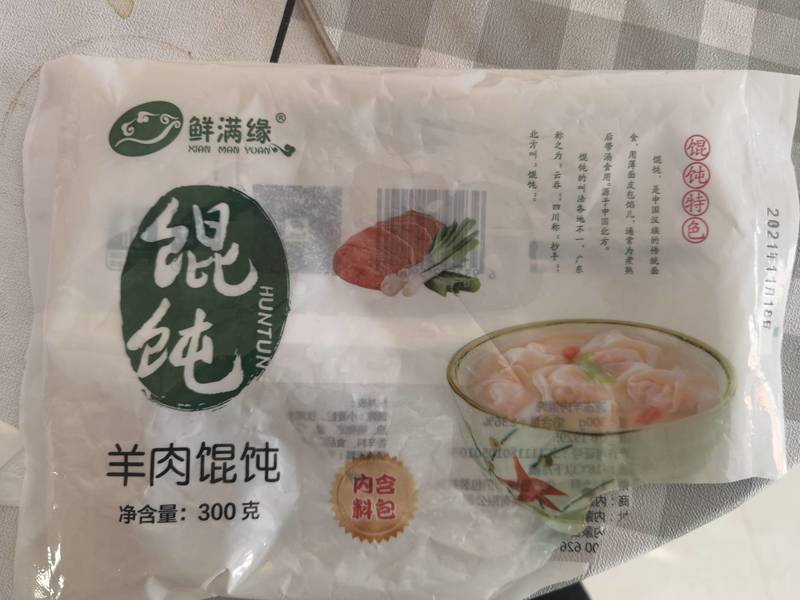 鲜满缘®
XIAN MAN YUAN
馄饨
HUNTUN
羊肉馄饨
净含量：300克
内含
料包
馄饨特色
馄饨，是中国汉族的传统面
食，用薄面皮包馅儿，通常为煮熟
后带汤食用。源于中国北方。
馄饨的叫法各地不一，广东
称之为：云吞；四川称：抄手；
北方叫：馄饨。
2021年11月18日